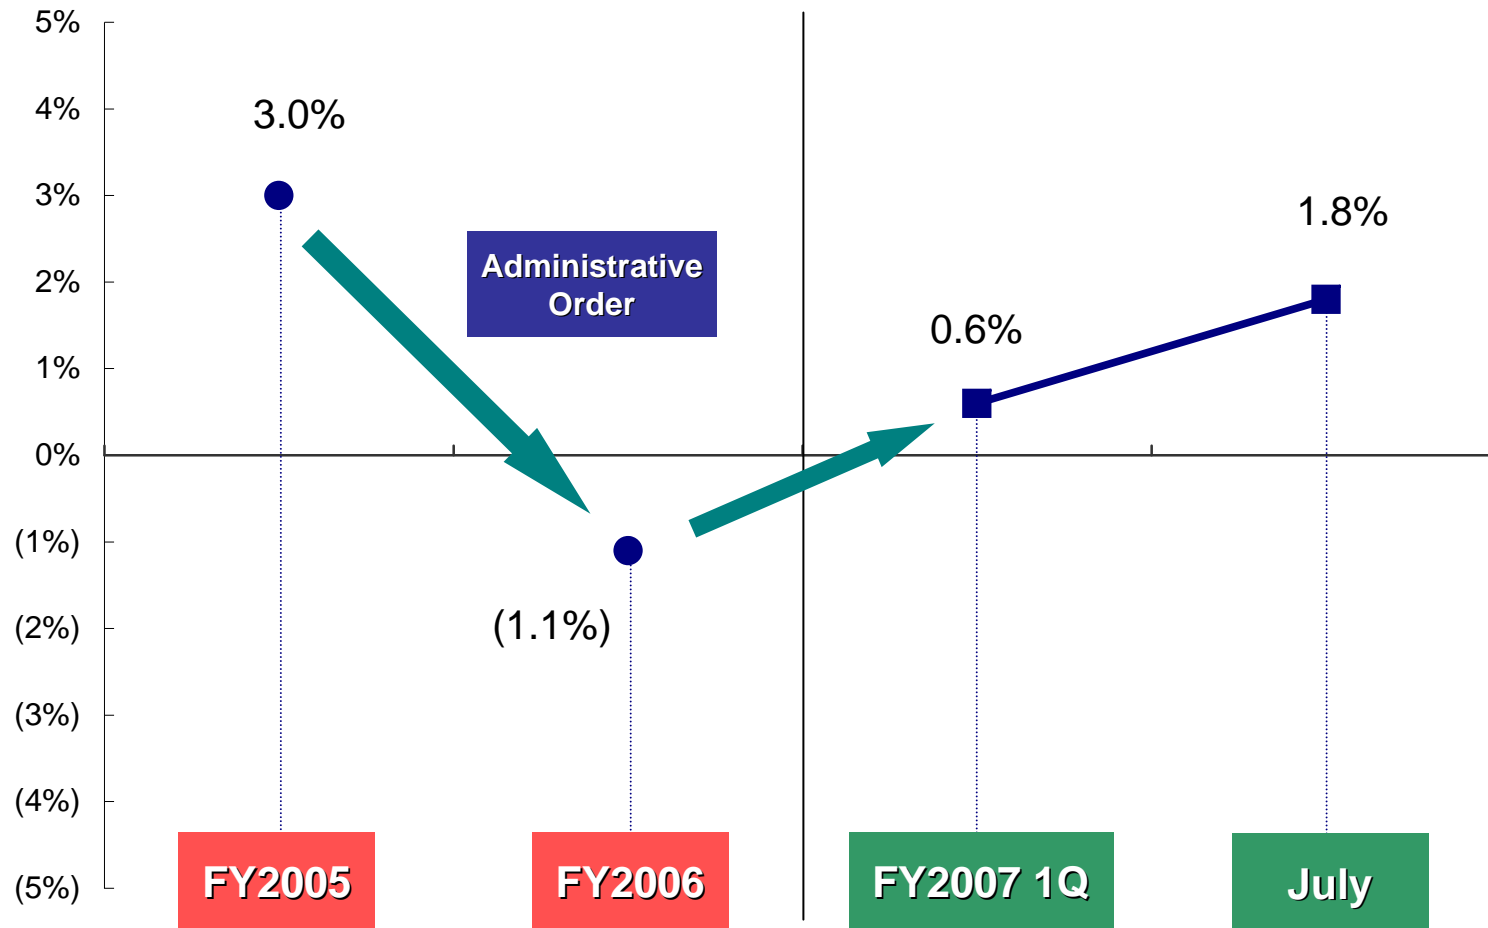 5%
4%
3%
2%
1%
0%
(1%)
(2%)
(3%)
(4%)
(5%)
3.0%
Administrative
Order
(1.1%)
0.6%
1.8%
FY2005
FY2006
FY2007 1Q
July